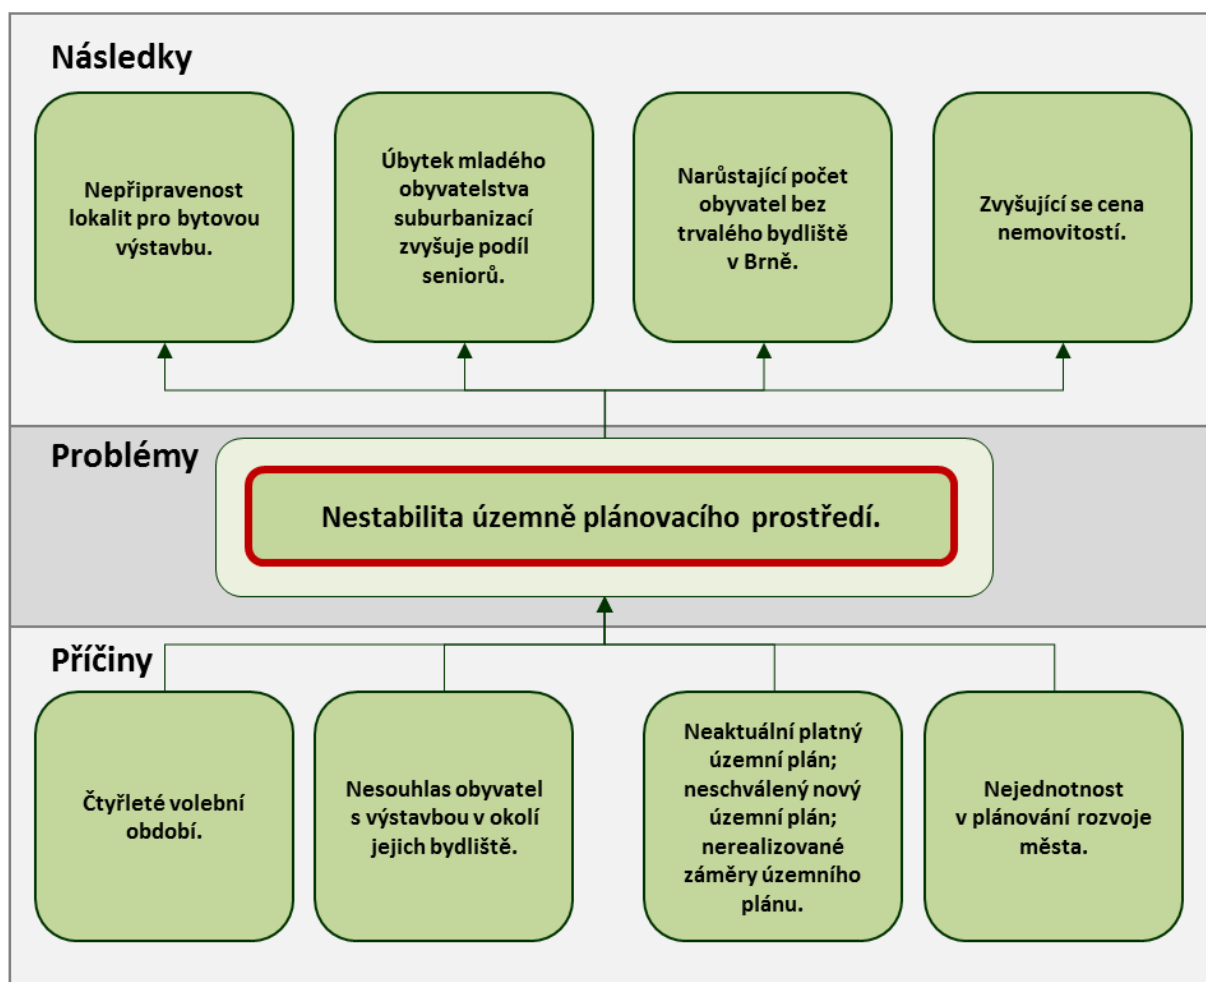 Následky
Nepřipravenost
lokalit pro bytovou
výstavbu.
Úbytek mladého
obyvatelstva
suburbanizací
zvyšuje podíl
seniorů.
Narůstající počet
obyvatel bez
trvalého bydliště
v Brně.
Zvyšující se cena
nemovitostí.
Problémy
Nestabilita územně plánovacího prostředí.
Příčiny
Čtyřleté volební
období.
Nesouhlas obyvatel
s výstavbou v okolí
jejich bydliště.
Neaktuální platný
územní plán;
neschválený nový
územní plán;
nerealizované
záměry územního
plánu.
Nejednotnost
v plánování rozvoje
města.